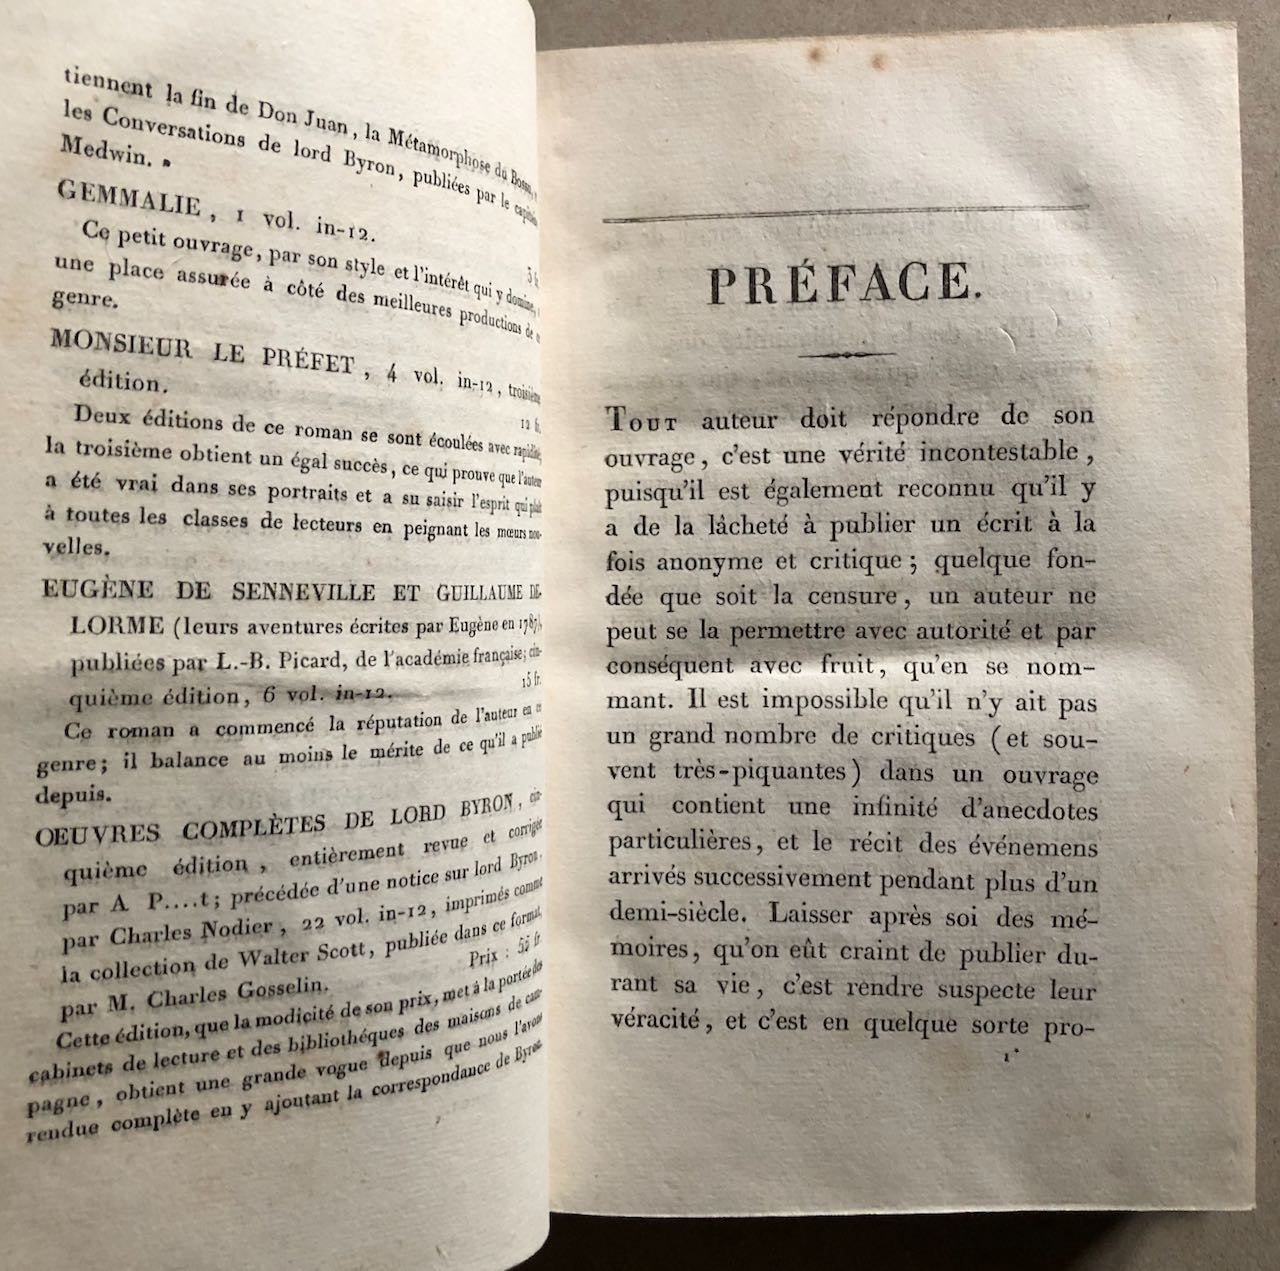 tiennent la fin de Don Juan, la Métamorphose du Bossu,
les Conversations de lord Byron, publiées par le capitaine
Medwin. »
GEMMALIE, 1 vol. in-12.
3 fr.
Ce petit ouvrage, par son style et l'intérêt qui y domine,
une place assurée à côté des meilleures productions de
genre.
MONSIEUR LE PRÉFET, 4 vol. in-12, troisième
édition.
12 fr.
Deux éditions de ce roman se sont écoulées avec rapidité,
la troisième obtient un égal succès, ce qui prouve que l'auteur
a été vrai dans ses portraits et a su saisir l'esprit qui plaît
à toutes les classes de lecteurs en peignant les mœurs nou-
velles.
EUGÈNE DE SENNEVILLE ET GUILLAUME DE-
LORME (leurs aventures écrites par Eugène en 1787),
publiées par L.-B. Picard, de l'académie française; cin-
quième édition, 6 vol. in-12.
15 fr.
Ce roman a commencé la réputation de l'auteur en ce
genre; il balance au moins le mérite de ce qu'il a publié
depuis.
OEUVRES COMPLÈTES DE LORD BYRON, cin-
quième édition, entièrement revue et corrigée
par A P....t; précédée d'une notice sur lord Byron,
par Charles Nodier, 22 vol. in-12, imprimés comme
la collection de Walter Scott, publiée dans ce format,
par M. Charles Gosselin.
Prix : 55 fr.
Cette édition, que la modicité de son prix, met à la portée des
cabinets de lecture et des bibliothéques des maisons de cam-
pagne, obtient une grande vogue depuis que nous l'avons
rendue complète en y ajoutant la correspondance de Byron.
PRÉFACE.
TOUT auteur doit répondre de son
ouvrage, c'est une vérité incontestable,
puisqu'il est également reconnu qu'il y
a de la lâcheté à publier un écrit à la
fois anonyme et critique; quelque fon-
dée que soit la censure, un auteur ne
peut se la permettre avec autorité et par
conséquent avec fruit, qu'en se nom-
mant. Il est impossible qu'il n'y ait pas
un grand nombre de critiques (et sou-
vent très-piquantes) dans un ouvrage
qui contient une infinité d'anecdotes
particulières, et le récit des événemens
arrivés successivement pendant plus d'un
demi-siècle. Laisser après soi des mé-
moires, qu'on eût craint de publier du-
rant sa vie, c'est rendre suspecte leur
véracité, et c'est en quelque sorte pro-
1*